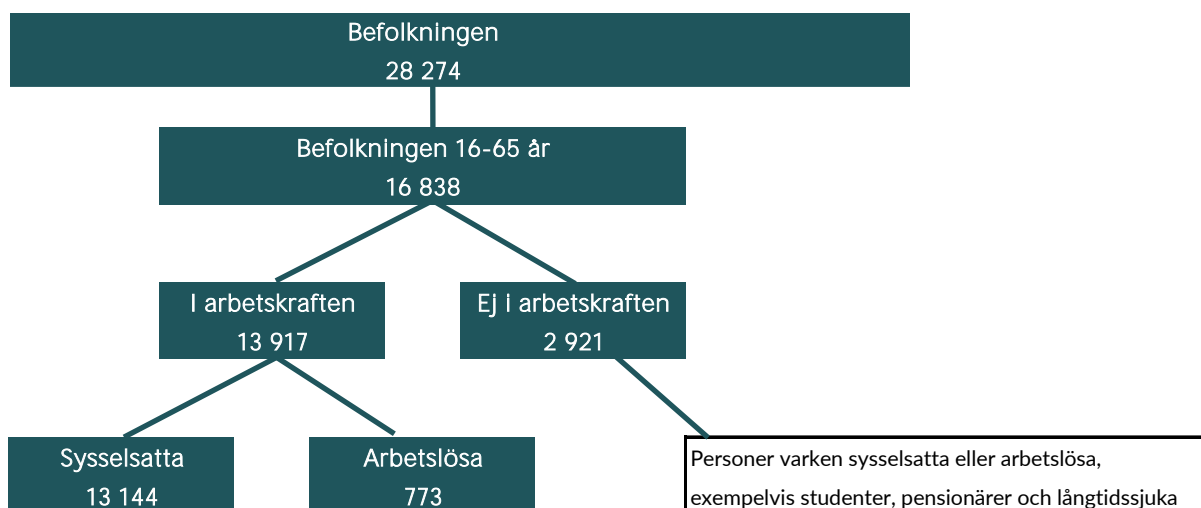 Befolkningen
28 274
Befolkningen 16-65 år
16 838
I arbetskraften
13 917
Ej i arbetskraften
2 921
Sysselsatta
13 144
Arbetslösa
773
Personer varken sysselsatta eller arbetslösa,
exempelvis studenter, pensionärer och långtidssjuka